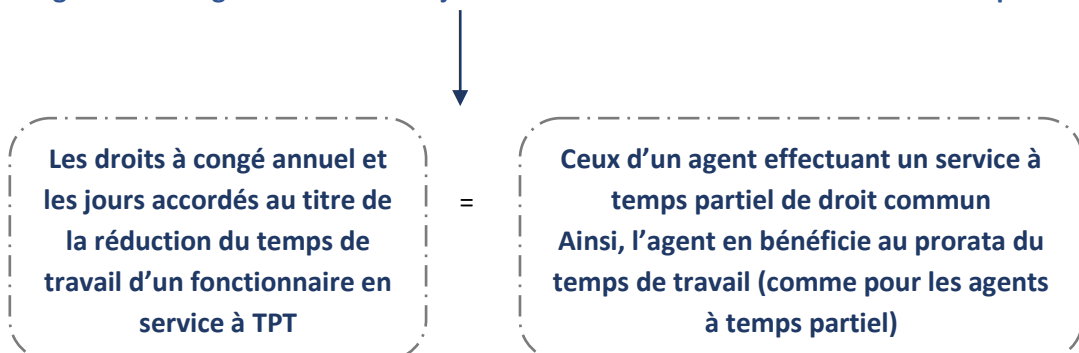 Les droits à congé annuel et
les jours accordés au titre de
la réduction du temps de
travail d’un fonctionnaire en
service à TPT
=
Ceux d’un agent effectuant un service à
temps partiel de droit commun
Ainsi, l’agent en bénéficie au prorata du
temps de travail (comme pour les agents
à temps partiel)